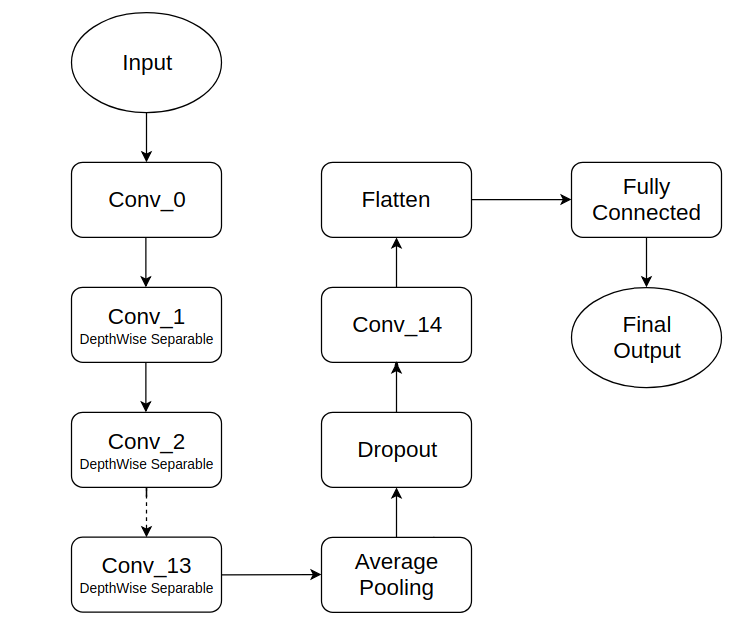 Input
Conv_0
Conv_1
DepthWise Separable
Conv_2
DepthWise Separable
Conv_13
DepthWise Separable
Average
Pooling
Dropout
Conv_14
Flatten
Fully
Connected
Final
Output